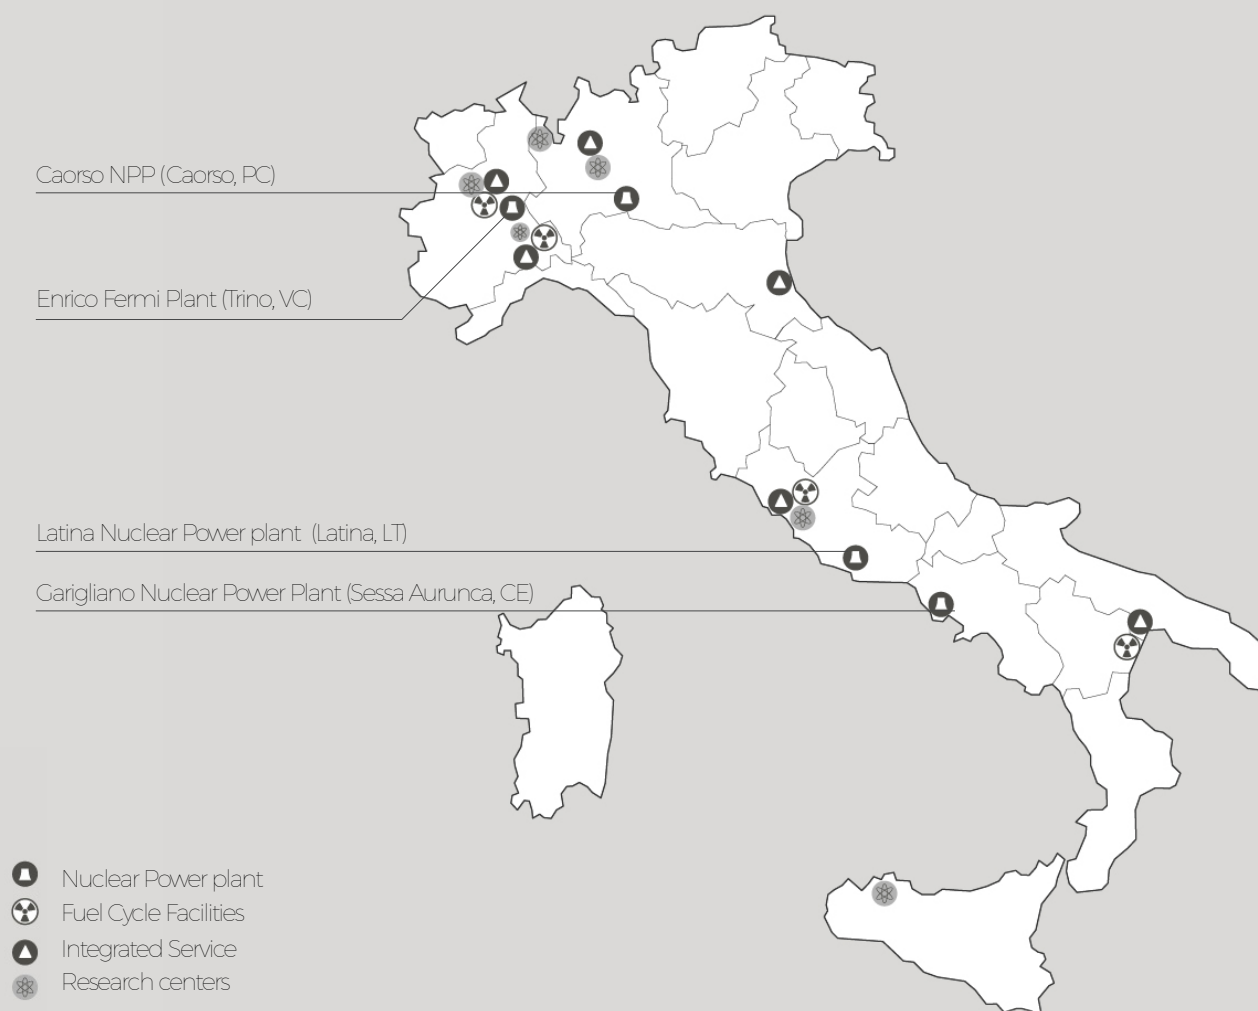 Caorso NPP (Caorso, PC)
Enrico Fermi Plant (Trino, VC)
Latina Nuclear Power plant (Latina, LT)
Garigliano Nuclear Power Plant (Sessa Aurunca, CE)
Nuclear Power plant
Fuel Cycle Facilities
Integrated Service
Research centers